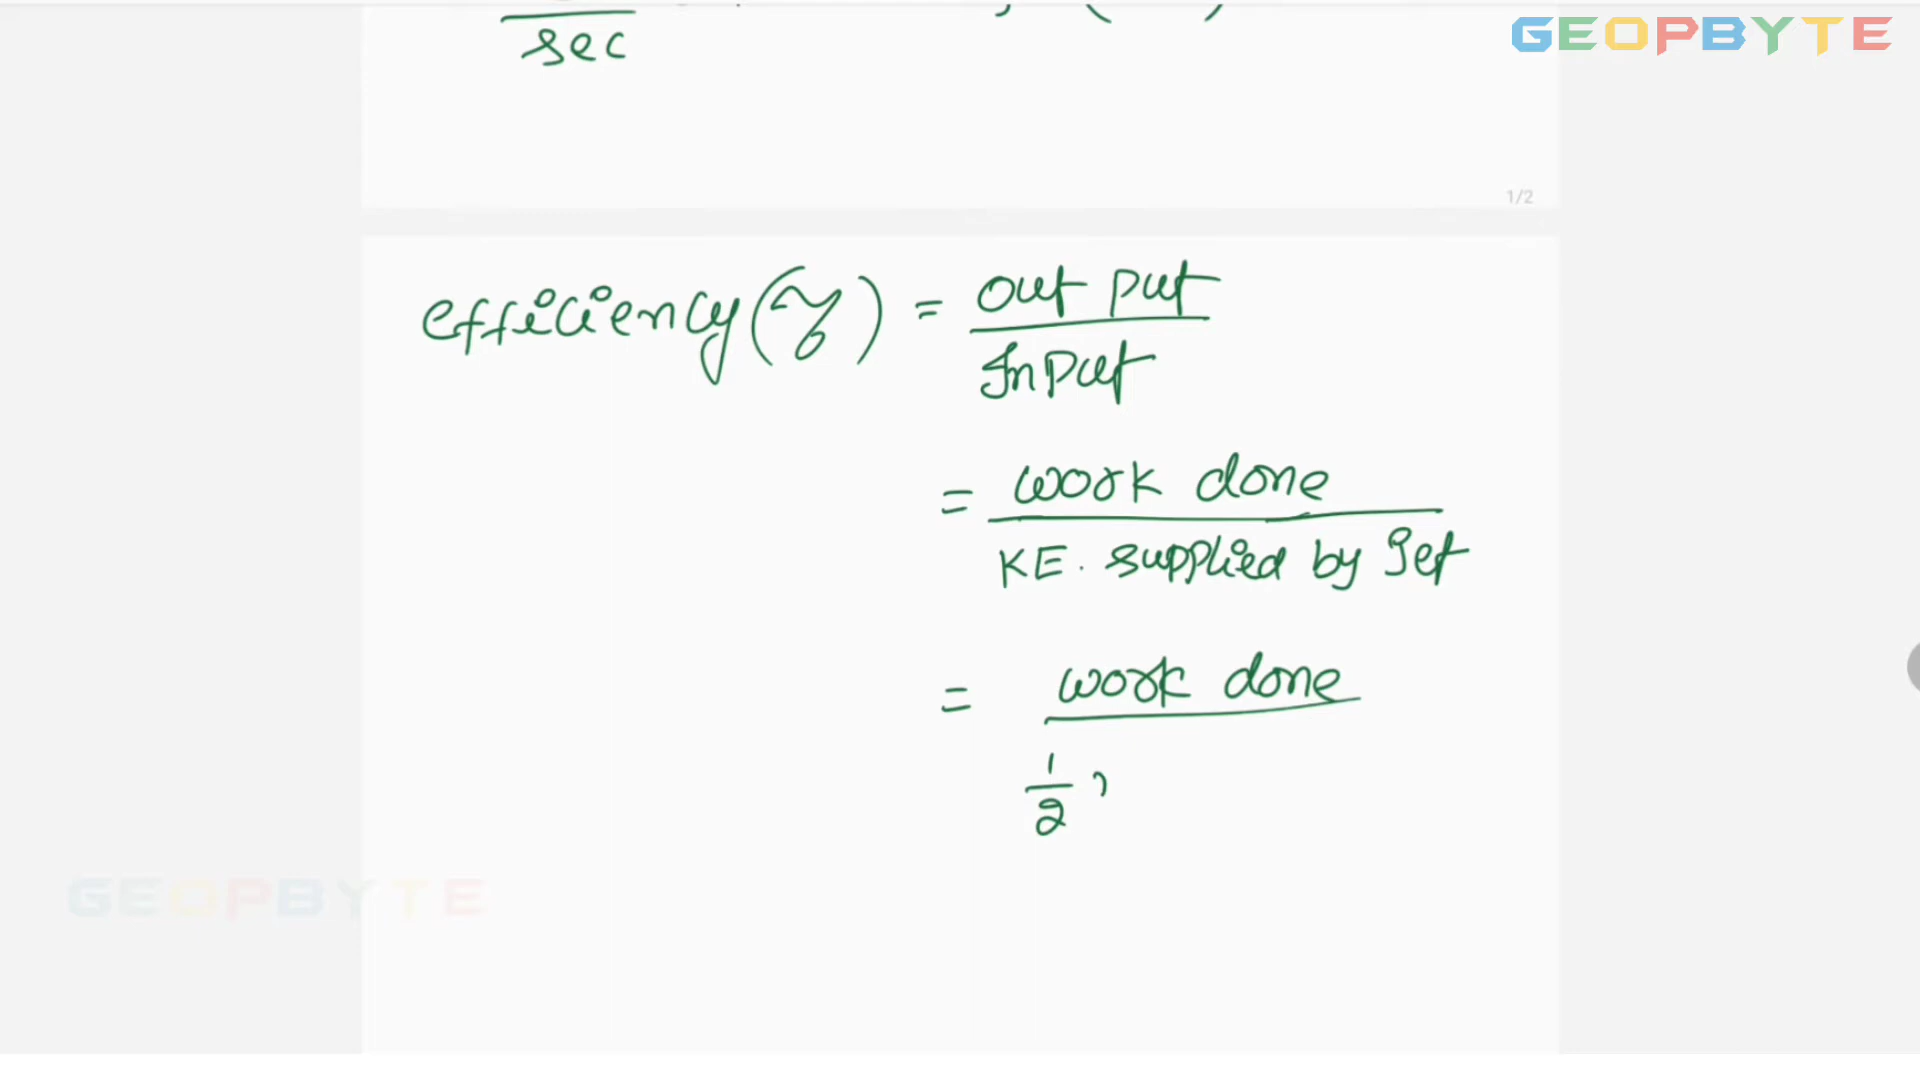 GEOPBYTE
sec
1/2
efficiency (η) = out put
Input
= work done
KE. supplied by Jet
= work done
1
2
GEOPBYTE